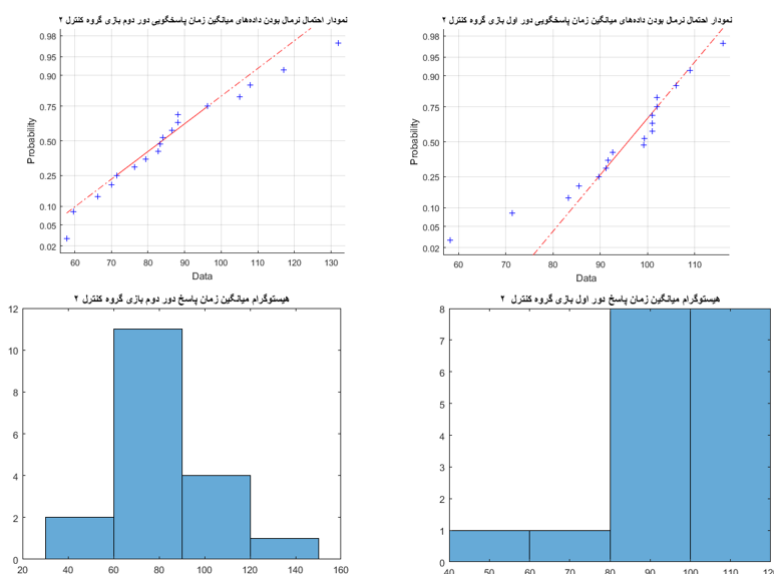 نمودار احتمال نرمال بودن داده‌های میانگین زمان پاسخگویی دور اول بازی گروه کنترل ۲
0.98
0.95
0.90
0.75
0.50
0.25
0.10
0.05
0.02
Probability
60 70 80 90 100 110
Data
نمودار احتمال نرمال بودن داده‌های میانگین زمان پاسخگویی دور دوم بازی گروه کنترل ۲
0.98
0.95
0.90
0.75
0.50
0.25
0.10
0.05
0.02
Probability
60 70 80 90 100 110 120 130
Data
هیستوگرام میانگین زمان پاسخ دور اول بازی گروه کنترل ۲
8
7
6
5
4
3
2
1
0
40 50 60 70 80 90 100 110 120
هیستوگرام میانگین زمان پاسخ دور دوم بازی گروه کنترل ۲
12
10
8
6
4
2
0
20 40 60 80 100 120 140 160